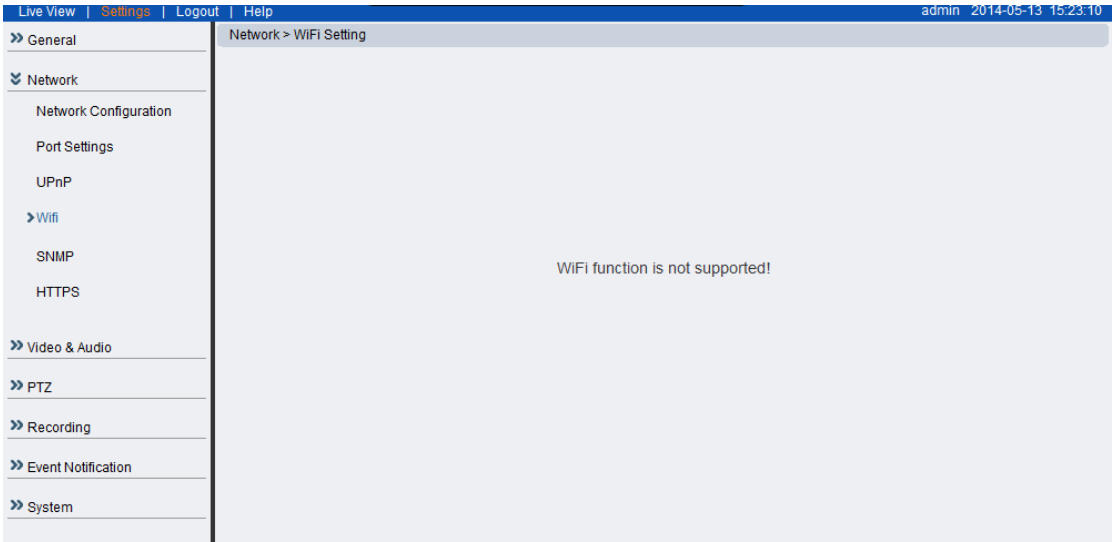 Live View | Settings | Logout | Help admin 2014-05-13 15:23:10
General
Network > WiFi Setting
Network
Network Configuration
Port Settings
UPnP
Wifi
SNMP
WiFi function is not supported!
HTTPS
Video & Audio
PTZ
Recording
Event Notification
System